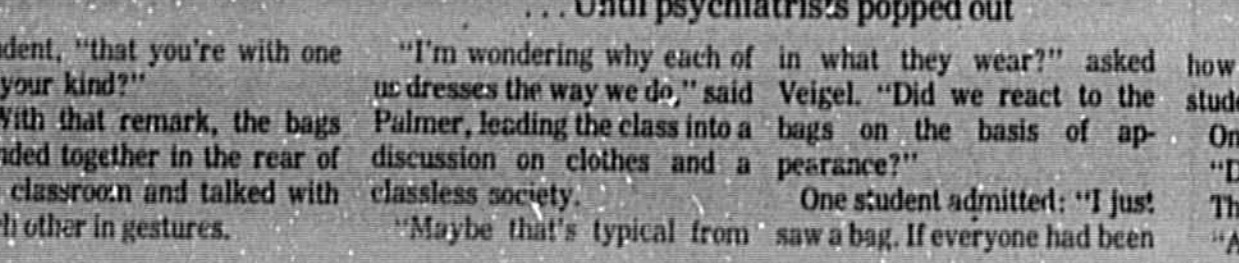 . . . Until psychiatrists popped out
dent, "that you're with one
your kind?"
With that remark, the bags
ded together in the rear of
classroom and talked with
h other in gestures.
"I'm wondering why each of
us dresses the way we do," said
Palmer, leading the class into a
discussion on clothes and a
classless society.
"Maybe that's typical from
in what they wear?" asked
Veigel. "Did we react to the
bags on the basis of ap-
pearance?"
One student admitted: "I just
saw a bag. If everyone had been
how
stude
On
"D
Th
"A